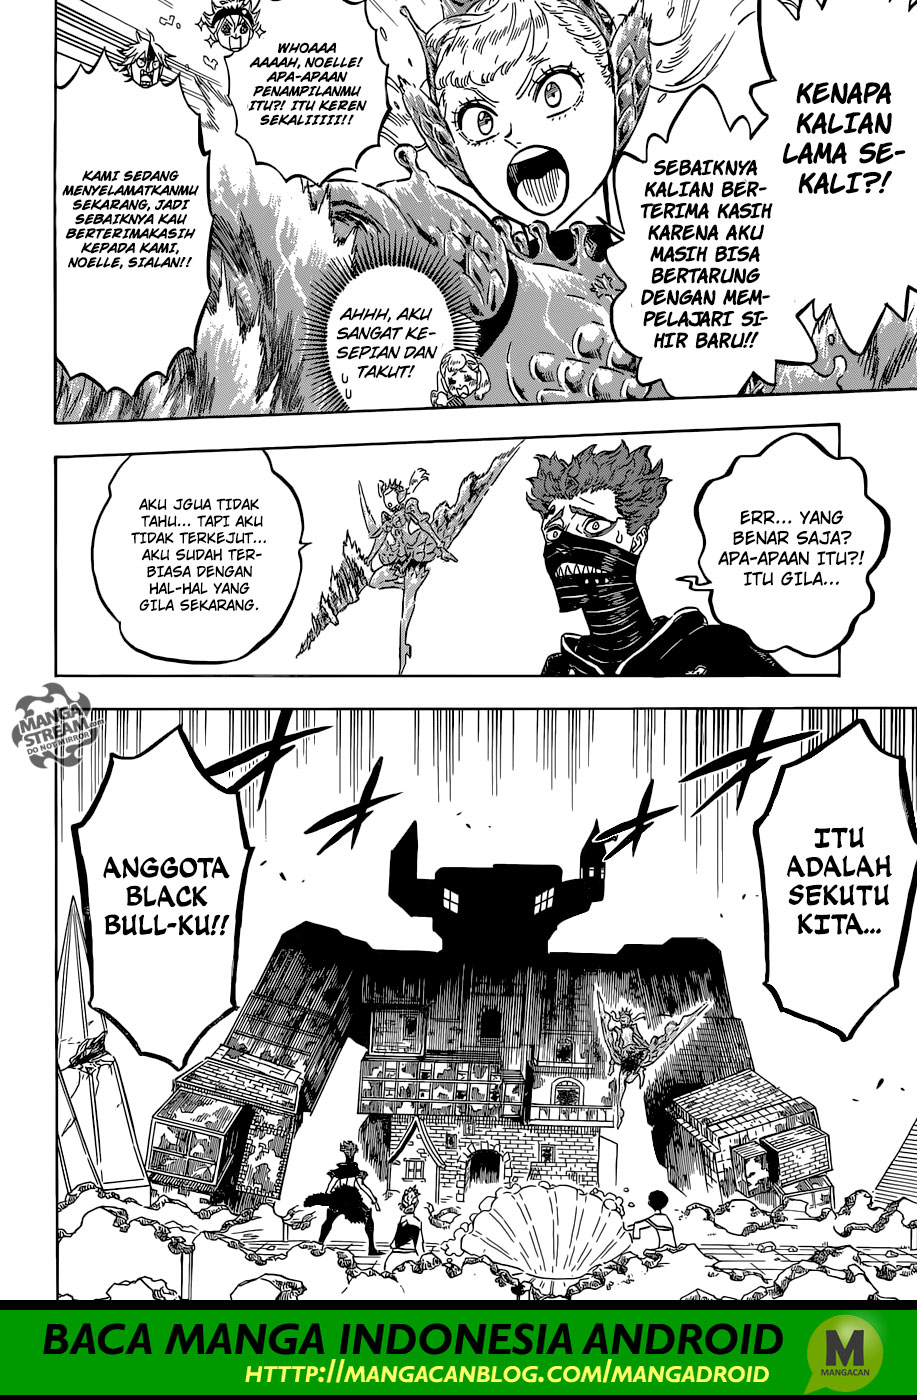 KENAPA
KALIAN
LAMA SE-
KALI?!
SEBAIKNYA
KALIAN BER-
TERIMA KASIH
KARENA AKU
MASIH BISA
BERTARUNG
DENGAN MEM-
PELAJARI SI-
HIR BARU!!
WHOAAA
AAAAH, NOELLE!
APA-APAAN
PENAMPILANMU
ITU?! ITU KEREN
SEKALIIIII!!
KAMI SEDANG
MENYELAMATKANMU
SEKARANG, JADI
SEBAIKNYA KAU
BERTERIMAKASIH
KEPADA KAMI,
NOELLE, SIALAN!!
AHHH, AKU
SANGAT KE-
SEPIAN DAN
TAKUT!
ERR... YANG
BENAR SAJA?
APA-APAAN ITU?!
ITU GILA...
AKU JGUA TIDAK
TAHU... TAPI AKU
TIDAK TERKEJUT...
AKU SUDAH TER-
BIASA DENGAN
HAL-HAL YANG
GILA SEKARANG.
MANGA
STREAM.com
DO NOT MIRROR
ITU
ADALAH
SEKUTU
KITA...
ANGGOTA
BLACK
BULL-KU!!
BACA MANGA INDONESIA ANDROID
HTTTP://MANGACANBLOG.COM/MANGADROID
M
MANGACAN